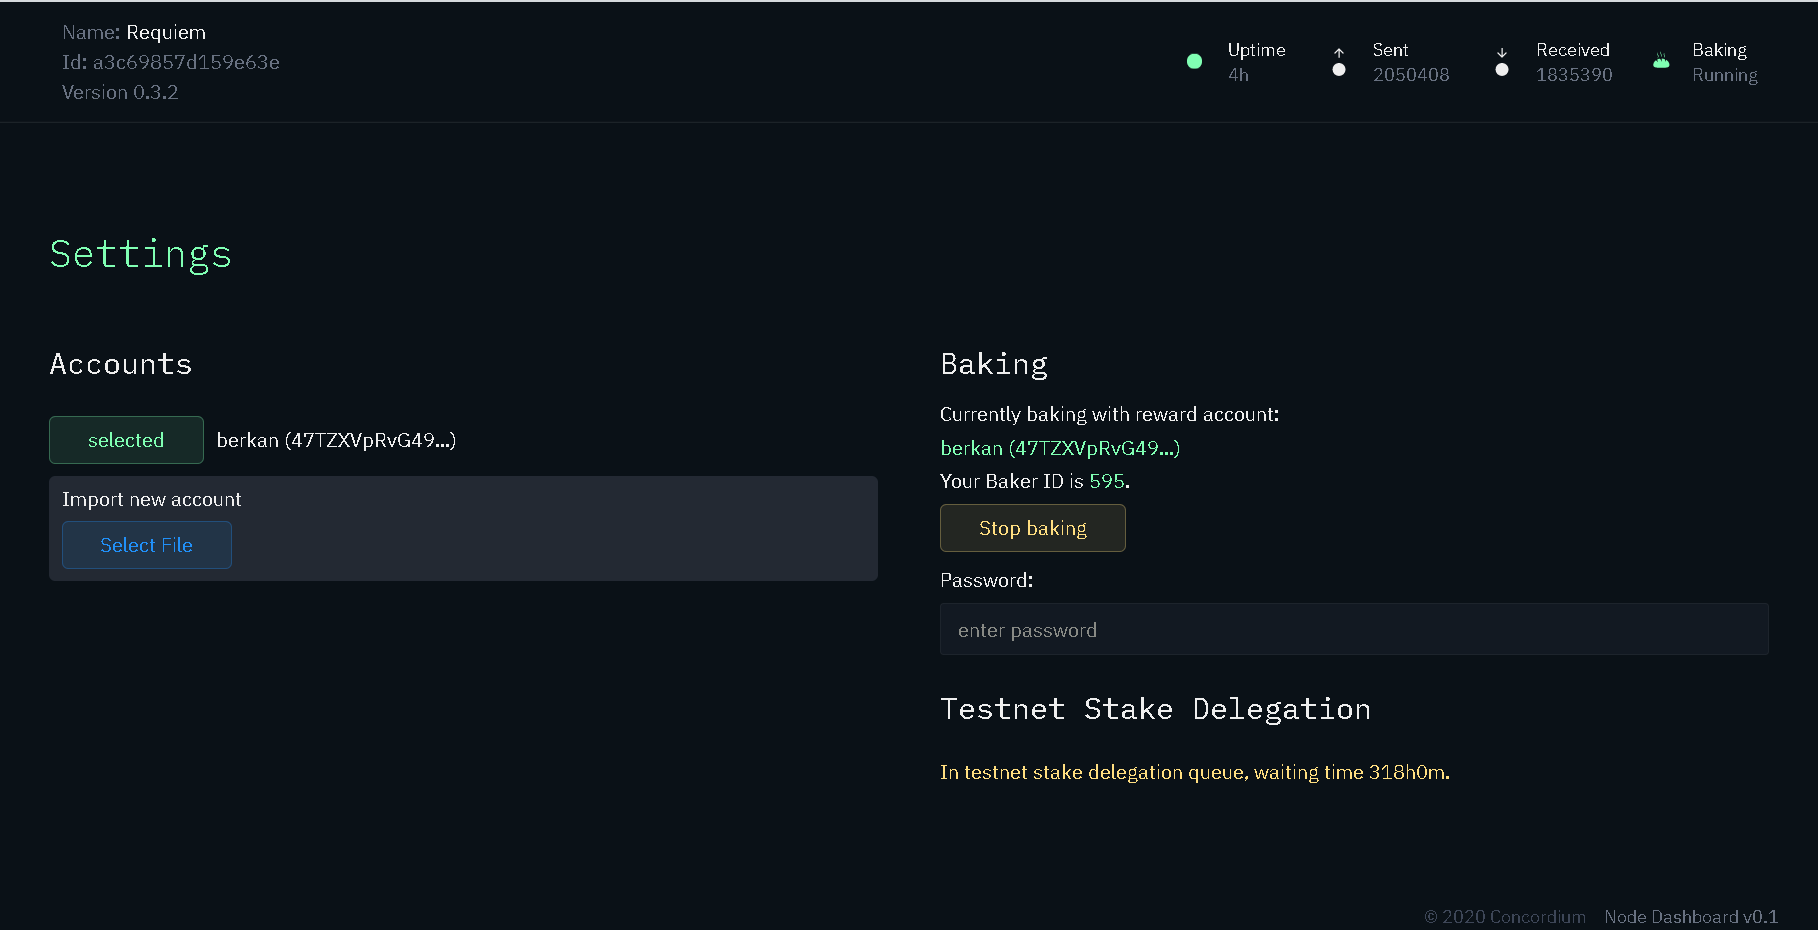 Name: Requiem
Id: a3c69857d159e63e
Version 0.3.2
Uptime
4h
Sent
2050408
Received
1835390
Baking
Running
Settings
Accounts
selected berkan (47TZXVpRvG49...)
Import new account
Select File
Baking
Currently baking with reward account:
berkan (47TZXVpRvG49...)
Your Baker ID is 595.
Stop baking
Password:
enter password
Testnet Stake Delegation
In testnet stake delegation queue, waiting time 318h0m.
© 2020 Concordium Node Dashboard v0.1